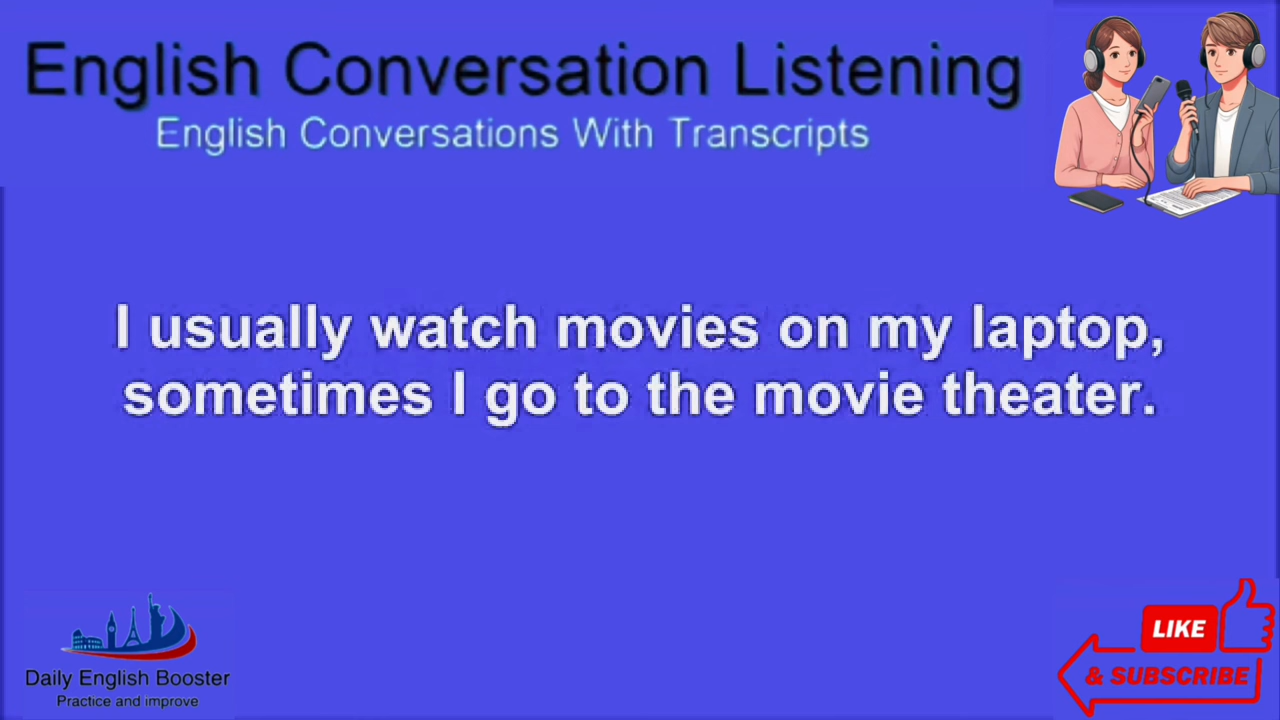 English Conversation Listening
English Conversations With Transcripts
I usually watch movies on my laptop,
sometimes I go to the movie theater.
Daily English Booster
Practice and improve
LIKE
& SUBSCRIBE